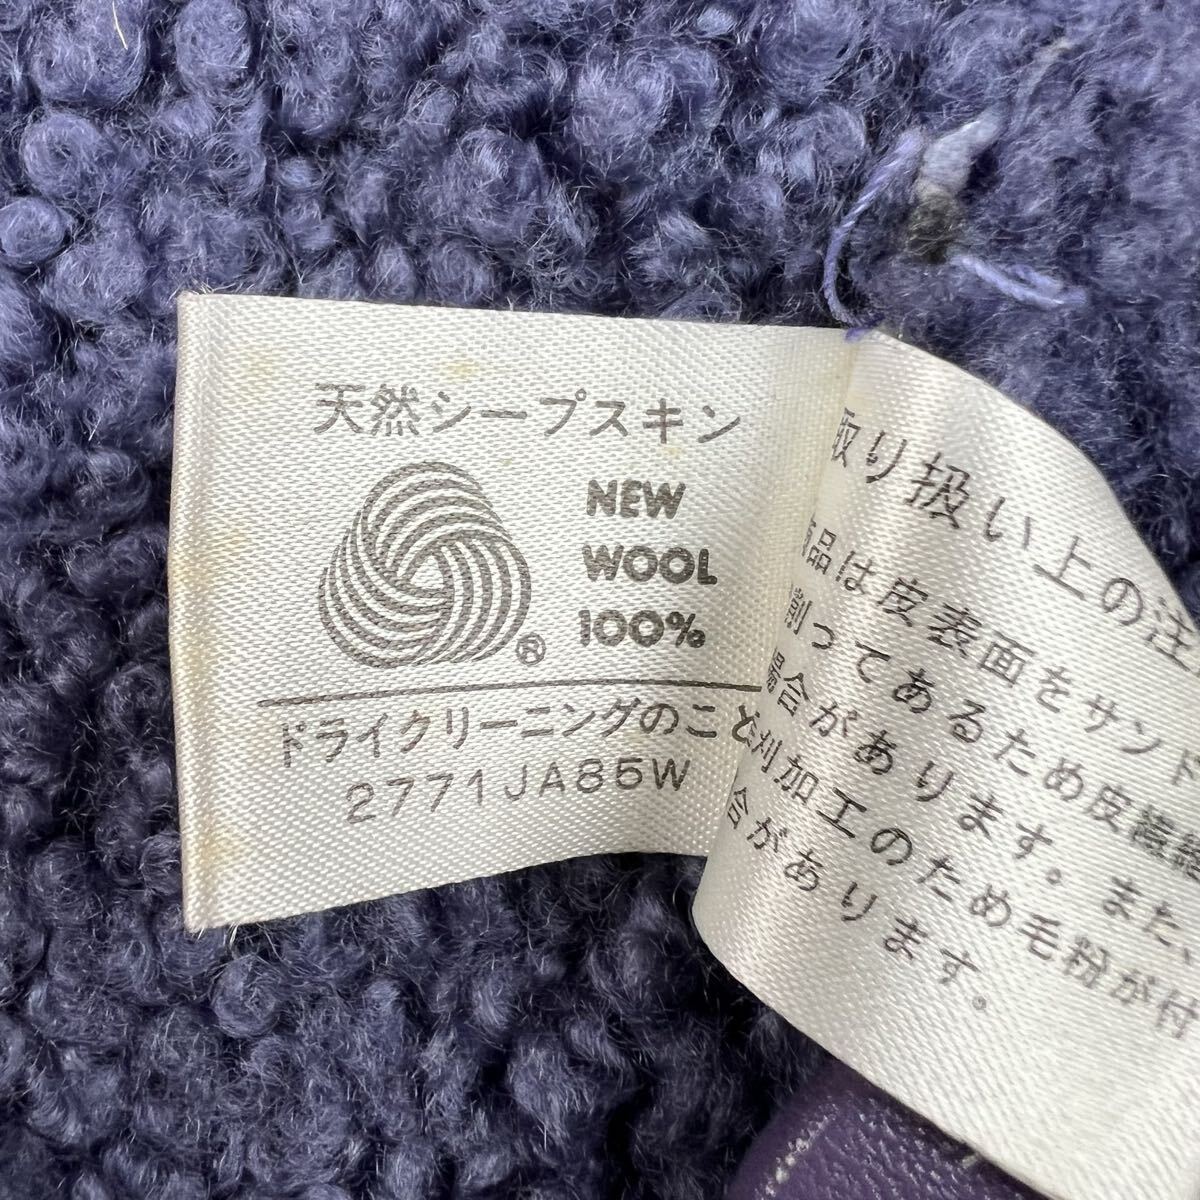 天然シープスキン
NEW
WOOL
100%
®
ドライクリーニングのこと
2771JA85W
取り扱い上の注
品は皮表面をサンド
削ってあるため皮
場合があります。また、
刈加工のため毛粉が付
合があります。